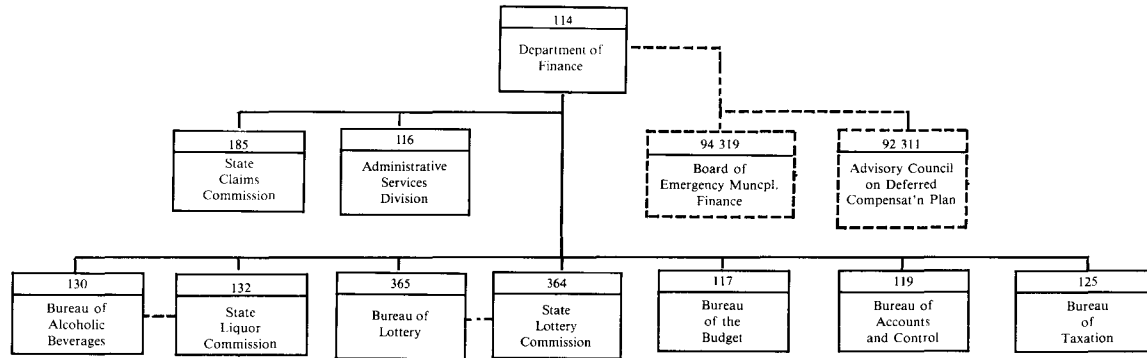 114
Department of
Finance
185
State
Claims
Commission
116
Administrative
Services
Division
94 319
Board of
Emergency Muncpl.
Finance
92 311
Advisory Council
on Deferred
Compensat'n Plan
130
Bureau of
Alcoholic
Beverages
132
State
Liquor
Commission
365
Bureau of
Lottery
364
State
Lottery
Commission
117
Bureau
of the
Budget
119
Bureau of
Accounts
and Control
125
Bureau
of
Taxation